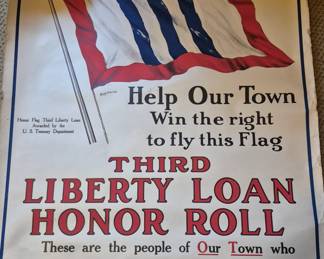 Help Our Town
Win the right
to fly this Flag
Honor Flag Third Liberty Loan
Awarded by the
U. S. Treasury Department
THIRD
LIBERTY LOAN
HONOR ROLL
These are the people of Our Town who